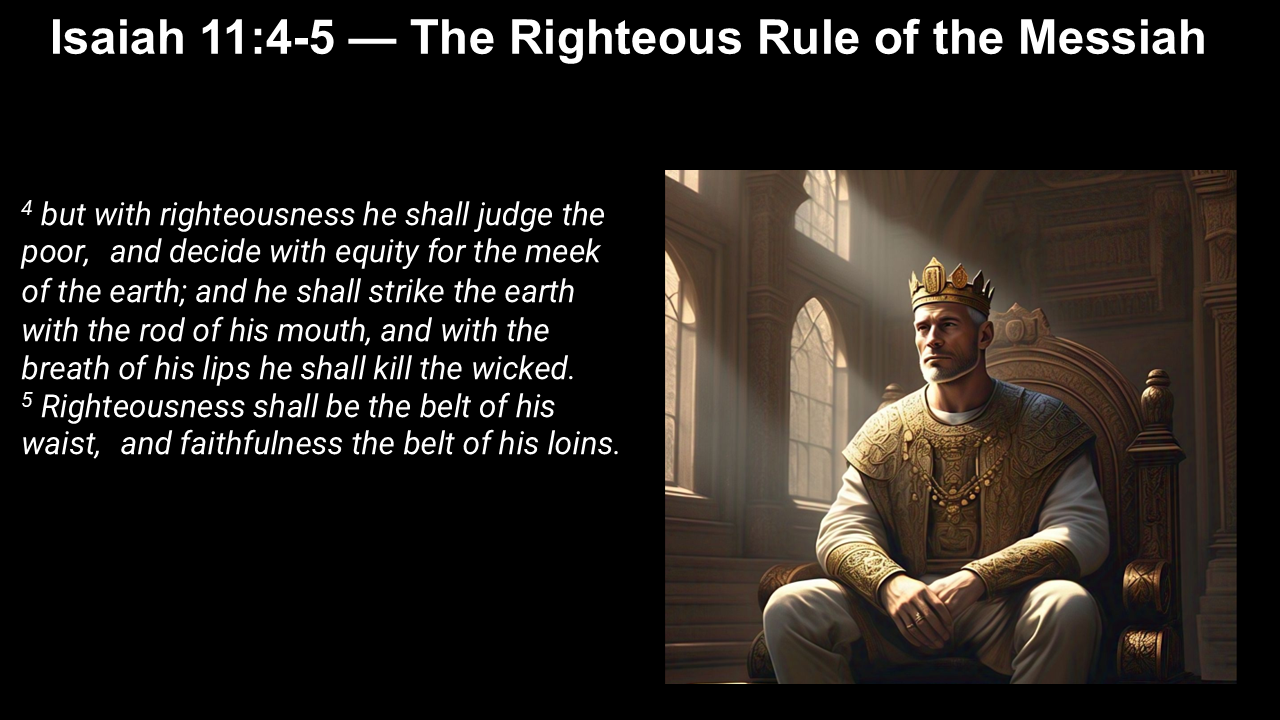 Isaiah 11:4-5 — The Righteous Rule of the Messiah
4 but with righteousness he shall judge the
poor,  and decide with equity for the meek
of the earth; and he shall strike the earth
with the rod of his mouth, and with the
breath of his lips he shall kill the wicked.
5 Righteousness shall be the belt of his
waist,  and faithfulness the belt of his loins.